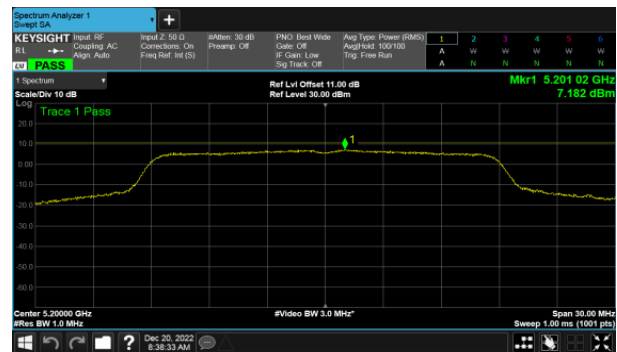 Spectrum Analyzer 1
Swept SA
KEYSIGHT Input: RF Input Z: 50 Ω #Atten: 30 dB PNO: Best Wide Avg Type: Power (RMS) 1 2 3 4 5 6
RL Coupling: AC Corrections: On Preamp: Off Gate: Off Avg|Hold: 100/100 A W W W W W
Align: Auto Freq Ref: Int (S) IF Gain: Low Trig: Free Run
LXI PASS Sig Track: Off A N N N N N
1 Spectrum Ref Lvl Offset 11.00 dB Mkr1 5.201 02 GHz
Scale/Div 10 dB Ref Level 30.00 dBm 7.182 dBm
Log
Trace 1 Pass
20.0
10.0
1
0.00
-10.0
-20.0
-30.0
-40.0
-50.0
-60.0
Center 5.20000 GHz #Video BW 3.0 MHz* Span 30.00 MHz
#Res BW 1.0 MHz Sweep 1.00 ms (1001 pts)
? Dec 20, 2022
8:38:33 AM